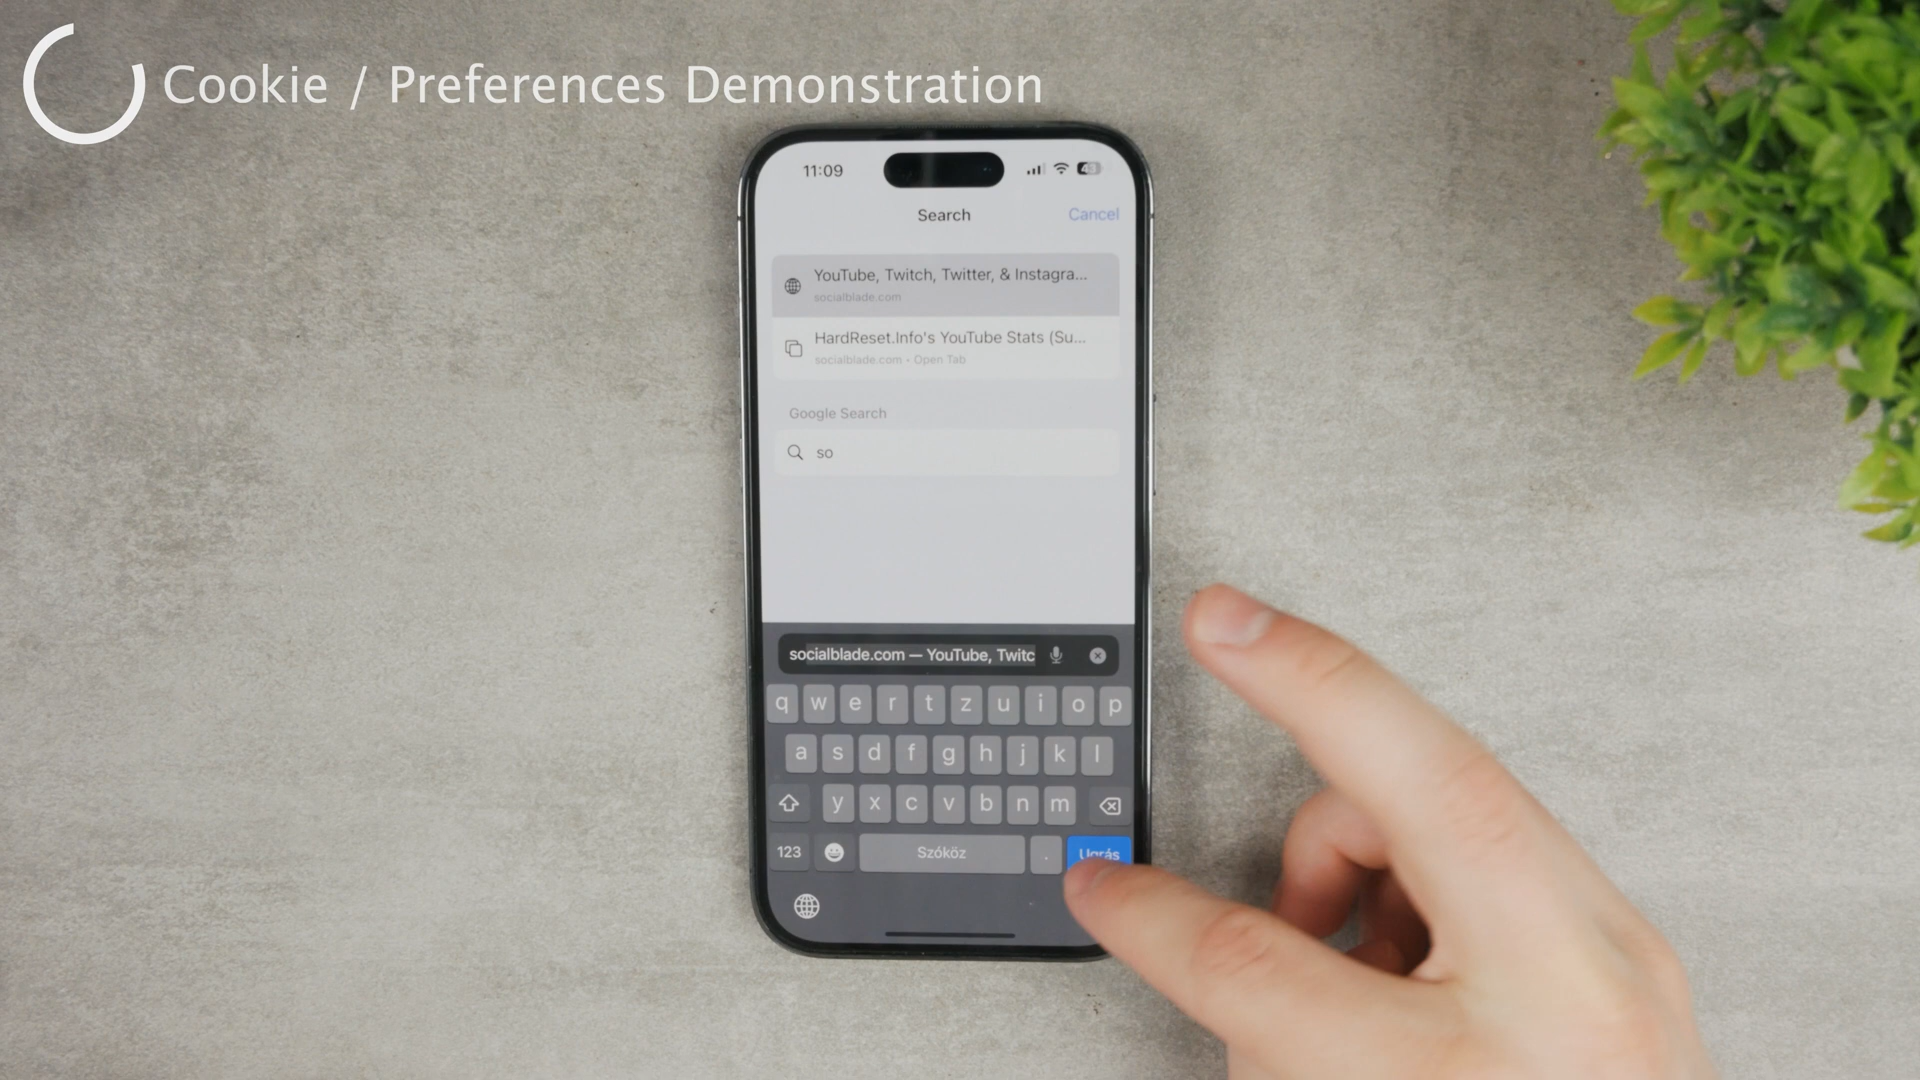 Cookie / Preferences Demonstration
11:09
Search
Cancel
YouTube, Twitch, Twitter, & Instagra...
socialblade.com
HardReset.Info's YouTube Stats (Su...
socialblade.com • Open Tab
Google Search
so
socialblade.com — YouTube, Twitc
q w e r t z u i o p
a s d f g h j k l
y x c v b n m
123
Szóköz
.
Ugrás